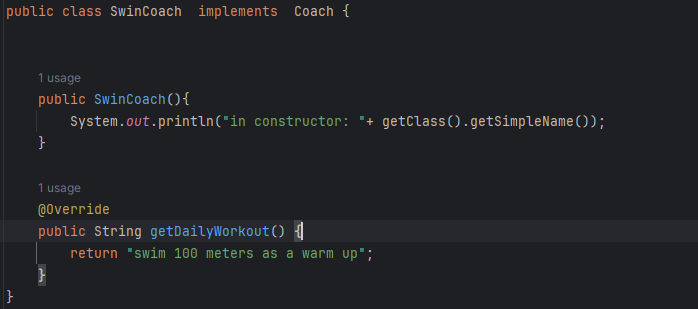 public class SwinCoach  implements  Coach {
1 usage
public SwinCoach(){
System.out.println("in constructor: "+ getClass().getSimpleName());
}
1 usage
@Override
public String getDailyWorkout() {
return "swim 100 meters as a warm up";
}
}